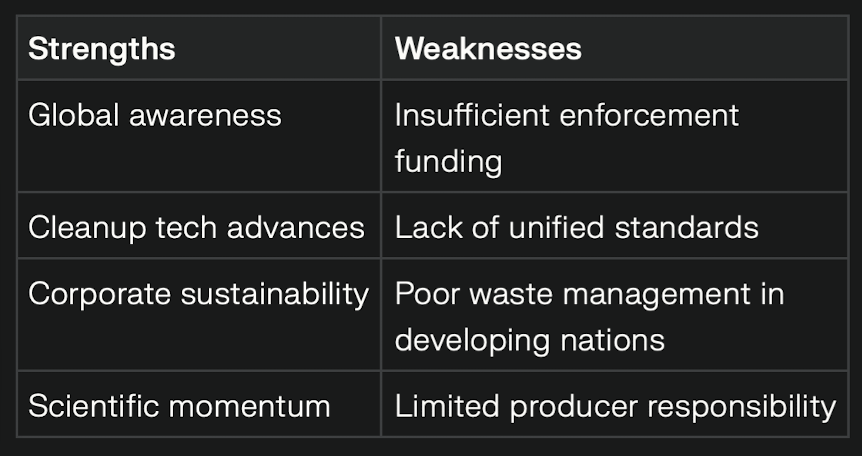 Strengths
Weaknesses
Global awareness
Insufficient enforcement
funding
Cleanup tech advances
Lack of unified standards
Corporate sustainability
Poor waste management in
developing nations
Scientific momentum
Limited producer responsibility